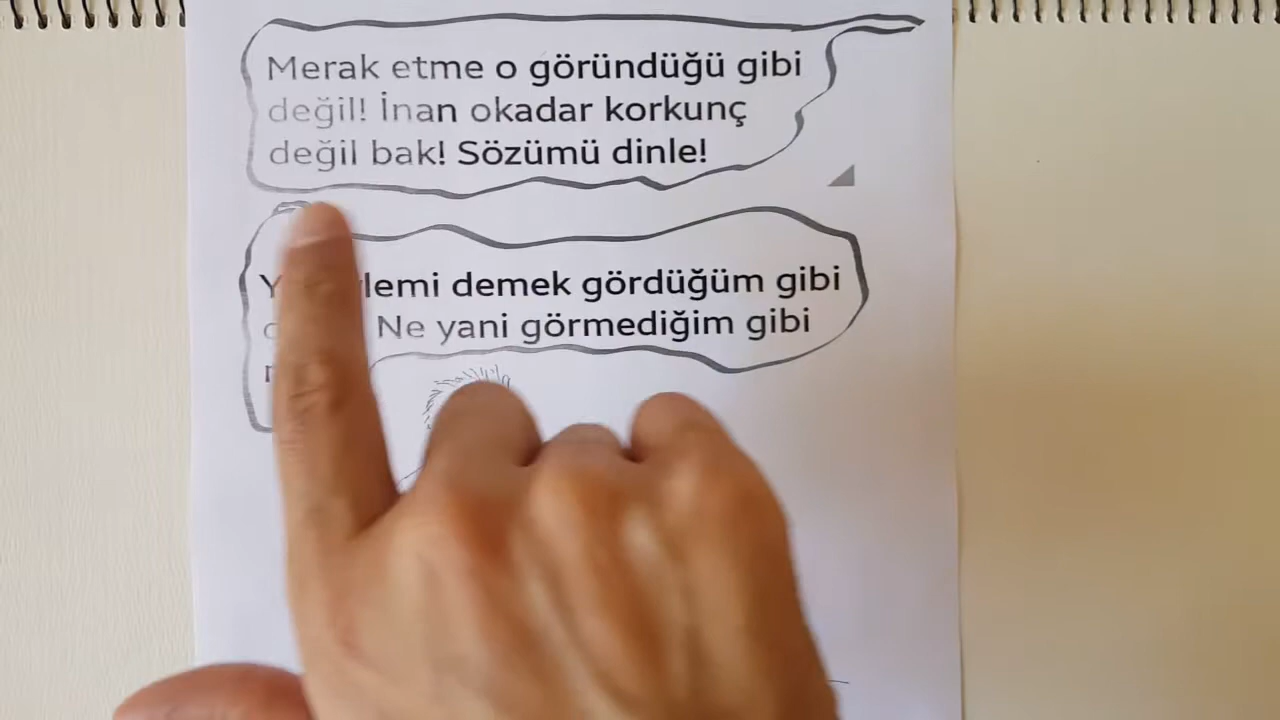 Merak etme o göründüğü gibi
değil! İnan okadar korkunç
değil bak! Sözümü dinle!
demek gördüğüm gibi
Ne yani görmediğim gibi